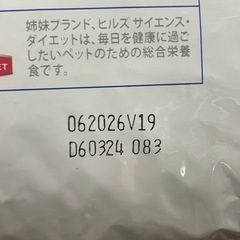 姉妹ブランド、ヒルズ サイエンス・
ダイエットは、毎日を健康に過ご
したいペットのための総合栄養
食です。
ET
062026V19
D60324 083